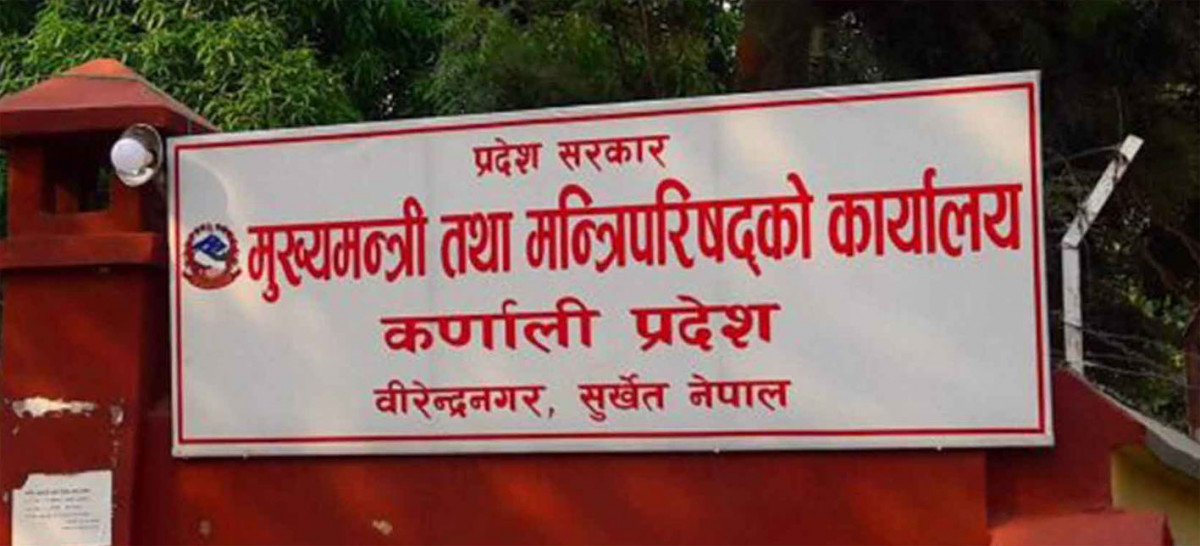 प्रदेश सरकार
मुख्यमन्त्री तथा मन्त्रिपरिषद्को कार्यालय
कर्णाली प्रदेश
वीरेन्द्रनगर, सुर्खेत नेपाल